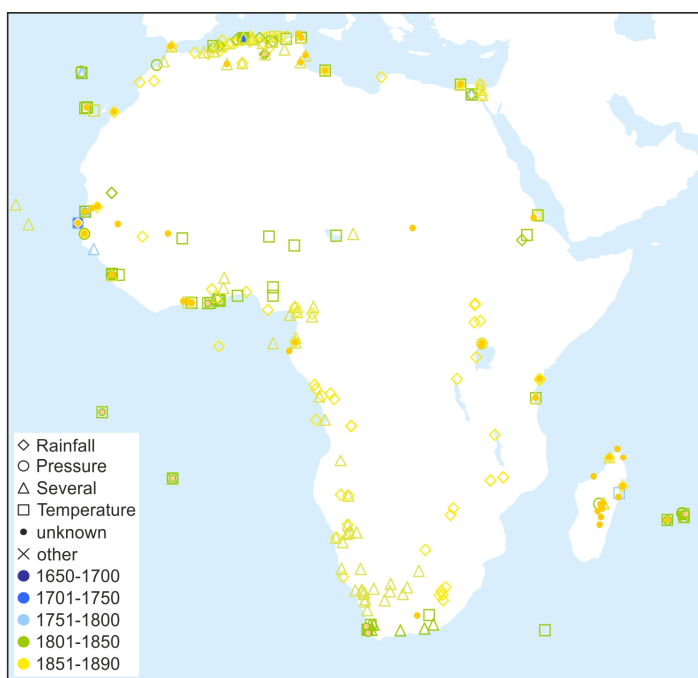 Rainfall
Pressure
Several
Temperature
unknown
other
1650-1700
1701-1750
1751-1800
1801-1850
1851-1890